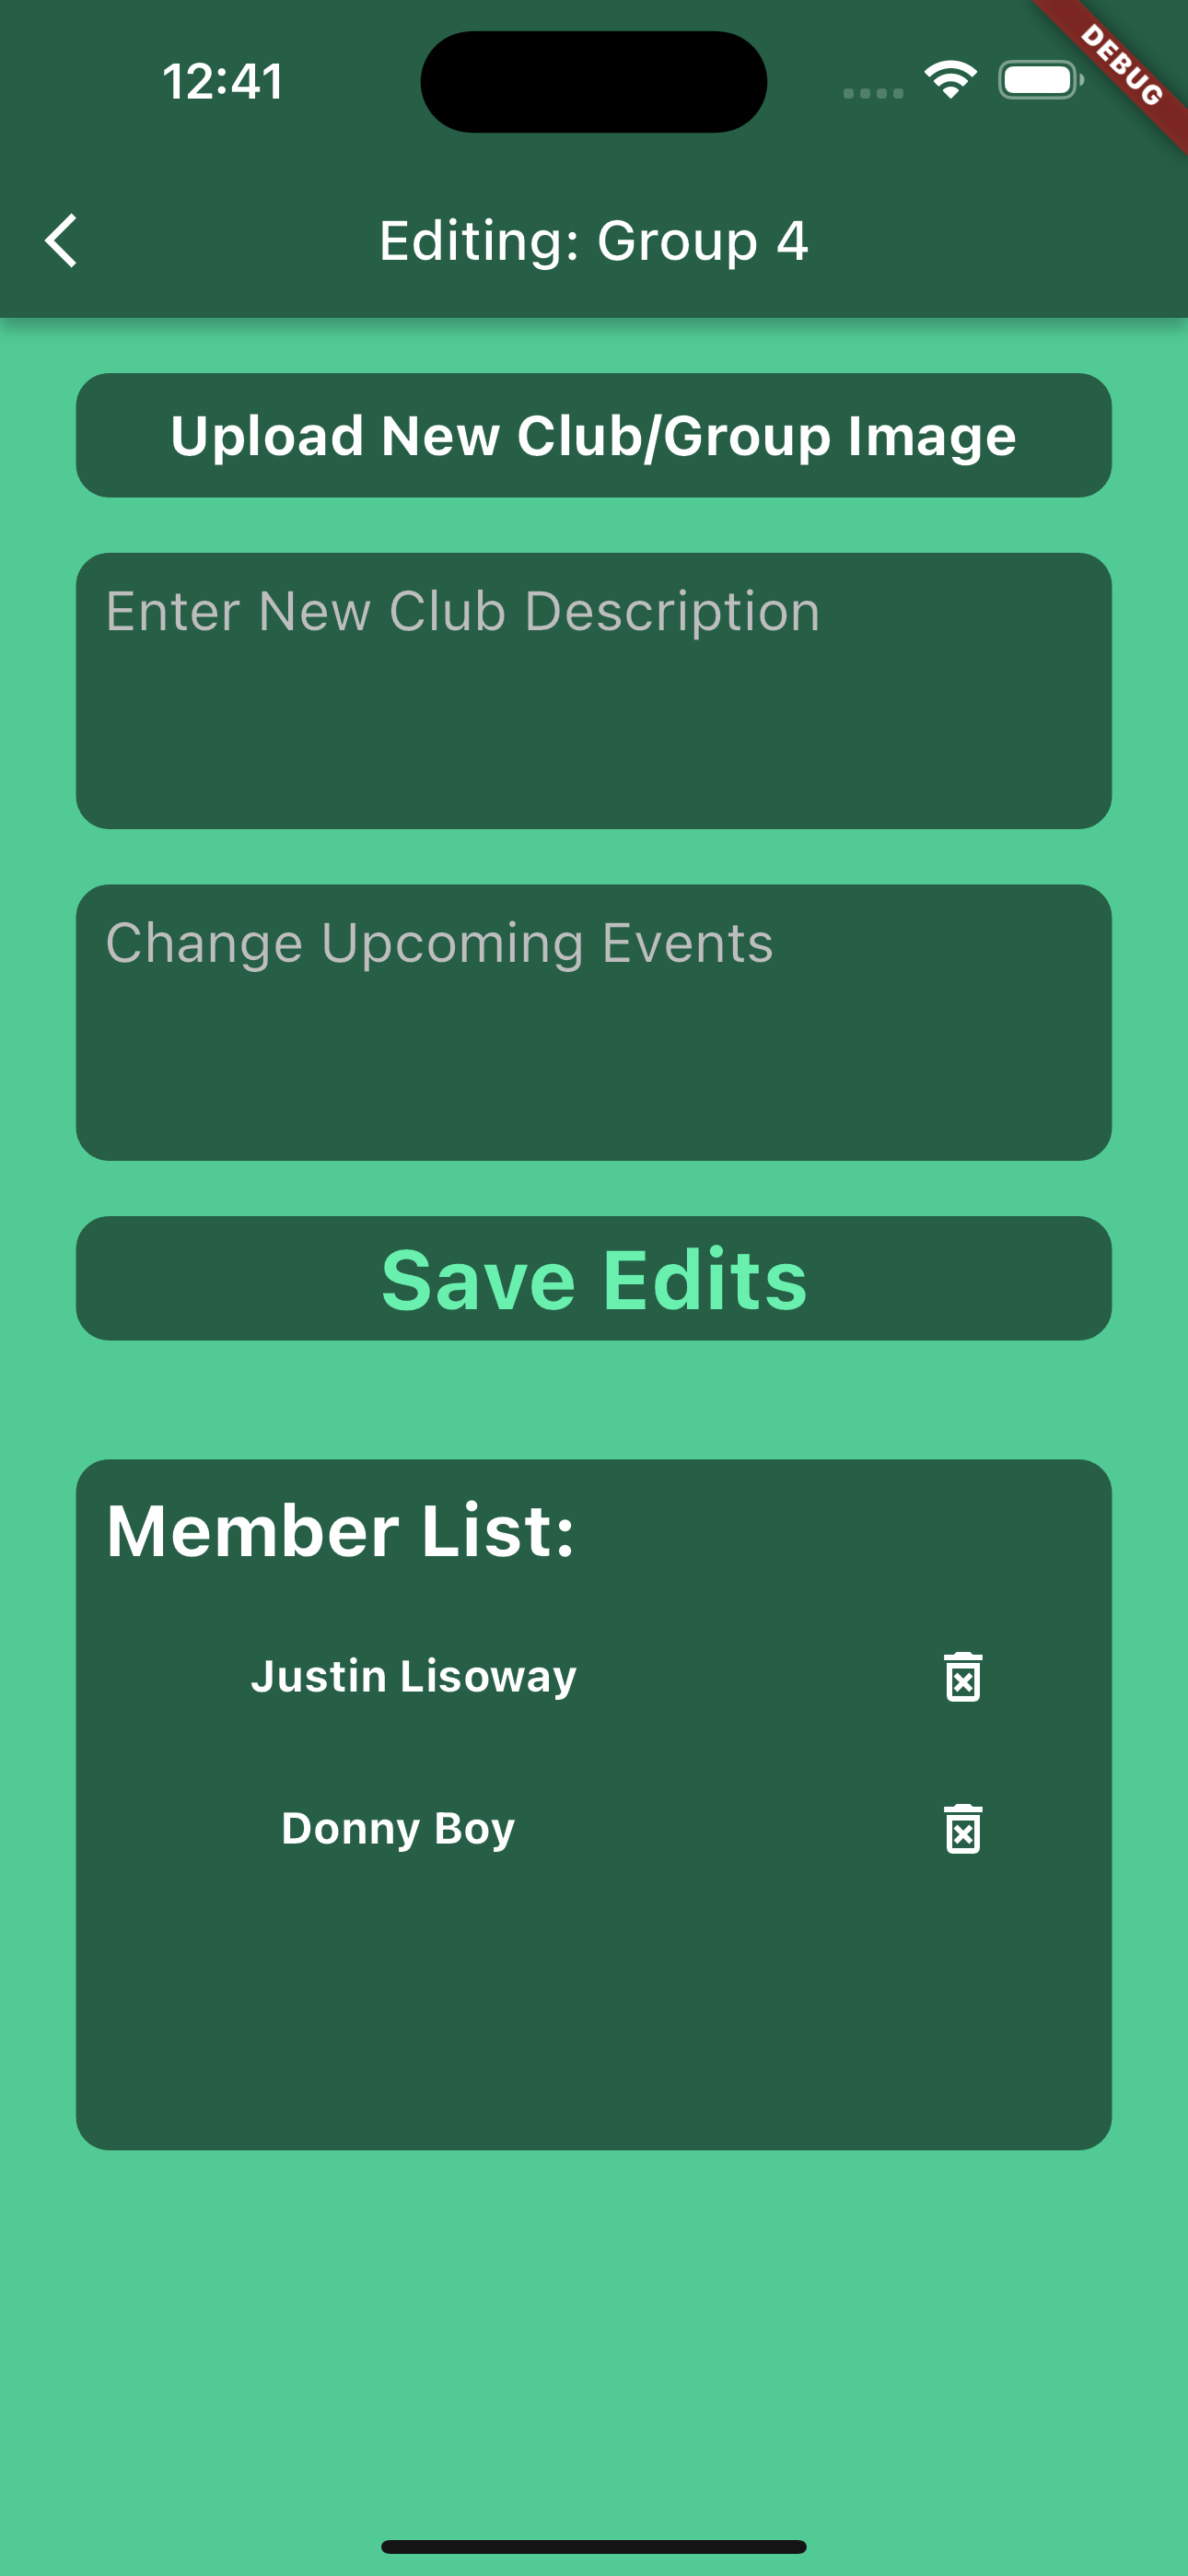 12:41
DEBUG
Editing: Group 4
Upload New Club/Group Image
Enter New Club Description
Change Upcoming Events
Save Edits
Member List:
Justin Lisoway
Donny Boy